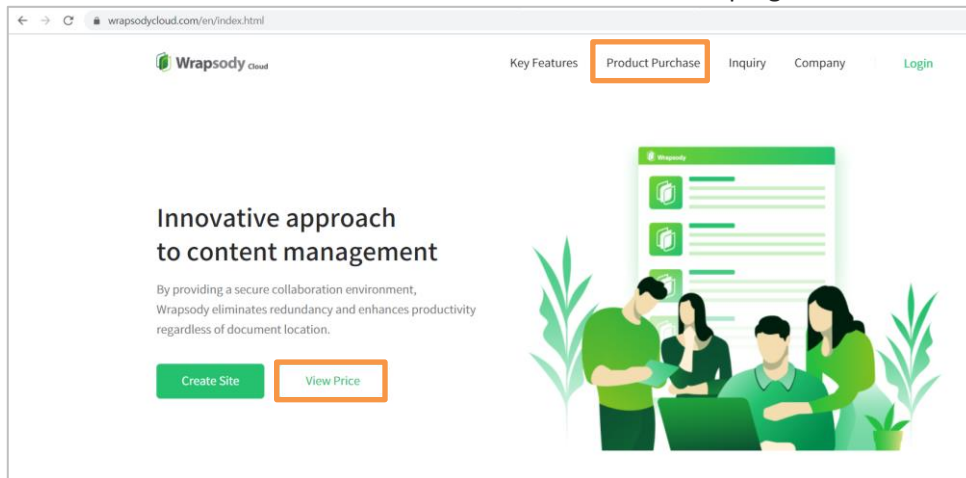 wrapsodycloud.com/en/index.html
Wrapsody Cloud
Key Features Product Purchase Inquiry Company Login
Wrapsody
Innovative approach
to content management
By providing a secure collaboration environment,
Wrapsody eliminates redundancy and enhances productivity
regardless of document location.
Create Site View Price